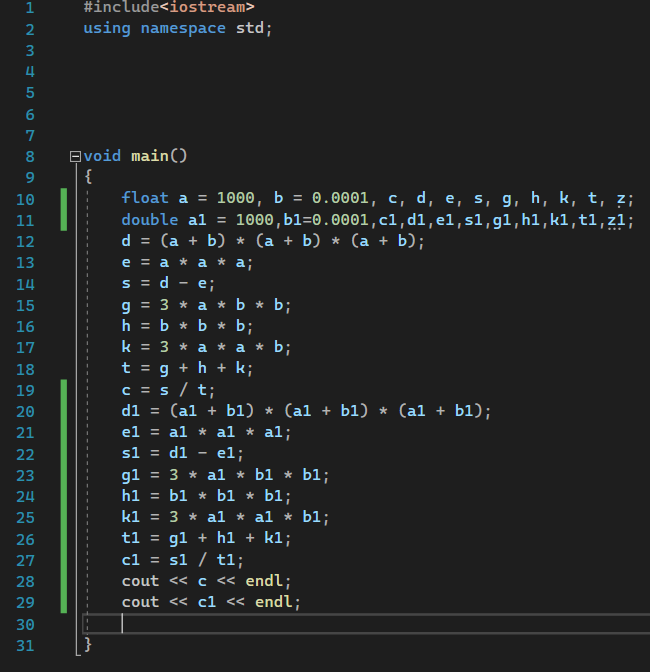 1 #include<iostream>
2 using namespace std;
3
4
5
6
7
8 void main()
9 {
10 float a = 1000, b = 0.0001, c, d, e, s, g, h, k, t, z;
11 double a1 = 1000,b1=0.0001,c1,d1,e1,s1,g1,h1,k1,t1,z1;
12 d = (a + b) * (a + b) * (a + b);
13 e = a * a * a;
14 s = d - e;
15 g = 3 * a * b * b;
16 h = b * b * b;
17 k = 3 * a * a * b;
18 t = g + h + k;
19 c = s / t;
20 d1 = (a1 + b1) * (a1 + b1) * (a1 + b1);
21 e1 = a1 * a1 * a1;
22 s1 = d1 - e1;
23 g1 = 3 * a1 * b1 * b1;
24 h1 = b1 * b1 * b1;
25 k1 = 3 * a1 * a1 * b1;
26 t1 = g1 + h1 + k1;
27 c1 = s1 / t1;
28 cout << c << endl;
29 cout << c1 << endl;
30
31 }